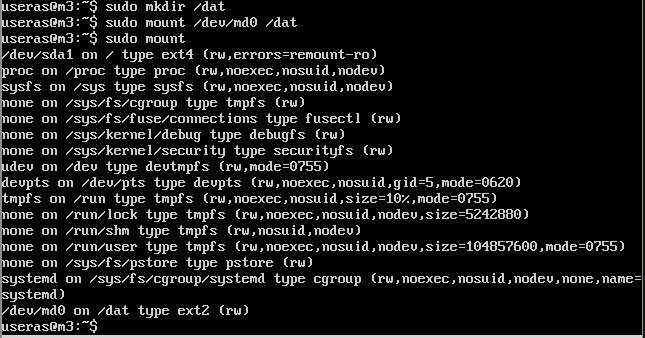 useras@m3:~$ sudo mkdir /dat
useras@m3:~$ sudo mount /dev/md0 /dat
useras@m3:~$ sudo mount
/dev/sda1 on / type ext4 (rw,errors=remount-ro)
proc on /proc type proc (rw,noexec,nosuid,nodev)
sysfs on /sys type sysfs (rw,noexec,nosuid,nodev)
none on /sys/fs/cgroup type tmpfs (rw)
none on /sys/fs/fuse/connections type fusectl (rw)
none on /sys/kernel/debug type debugfs (rw)
none on /sys/kernel/security type securityfs (rw)
udev on /dev type devtmpfs (rw,mode=0755)
devpts on /dev/pts type devpts (rw,noexec,nosuid,gid=5,mode=0620)
tmpfs on /run type tmpfs (rw,noexec,nosuid,size=10%,mode=0755)
none on /run/lock type tmpfs (rw,noexec,nosuid,nodev,size=5242880)
none on /run/shm type tmpfs (rw,nosuid,nodev)
none on /run/user type tmpfs (rw,noexec,nosuid,nodev,size=104857600,mode=0755)
none on /sys/fs/pstore type pstore (rw)
systemd on /sys/fs/cgroup/systemd type cgroup (rw,noexec,nosuid,nodev,none,name=
systemd)
/dev/md0 on /dat type ext2 (rw)
useras@m3:~$